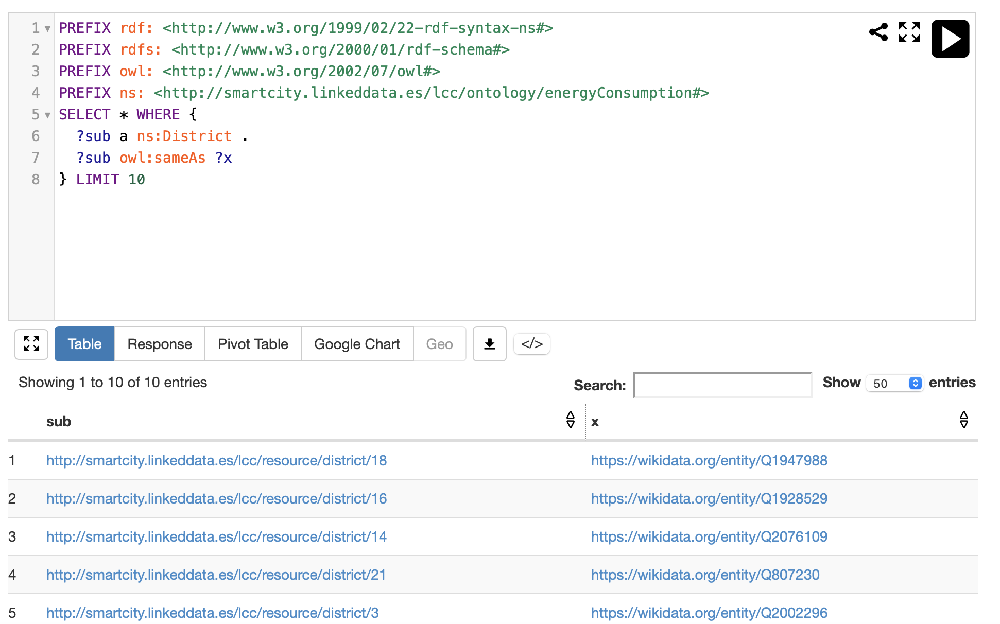 1 PREFIX rdf: <http://www.w3.org/1999/02/22-rdf-syntax-ns#>
2 PREFIX rdfs: <http://www.w3.org/2000/01/rdf-schema#>
3 PREFIX owl: <http://www.w3.org/2002/07/owl#>
4 PREFIX ns: <http://smartcity.linkeddata.es/lcc/ontology/energyConsumption#>
5 SELECT * WHERE {
6 ?sub a ns:District .
7 ?sub owl:sameAs ?x
8 } LIMIT 10
Table Response Pivot Table Google Chart Geo </>
Showing 1 to 10 of 10 entries Search: Show 50 entries
sub x
1 http://smartcity.linkeddata.es/lcc/resource/district/18 https://wikidata.org/entity/Q1947988
2 http://smartcity.linkeddata.es/lcc/resource/district/16 https://wikidata.org/entity/Q1928529
3 http://smartcity.linkeddata.es/lcc/resource/district/14 https://wikidata.org/entity/Q2076109
4 http://smartcity.linkeddata.es/lcc/resource/district/21 https://wikidata.org/entity/Q807230
5 http://smartcity.linkeddata.es/lcc/resource/district/3 https://wikidata.org/entity/Q2002296